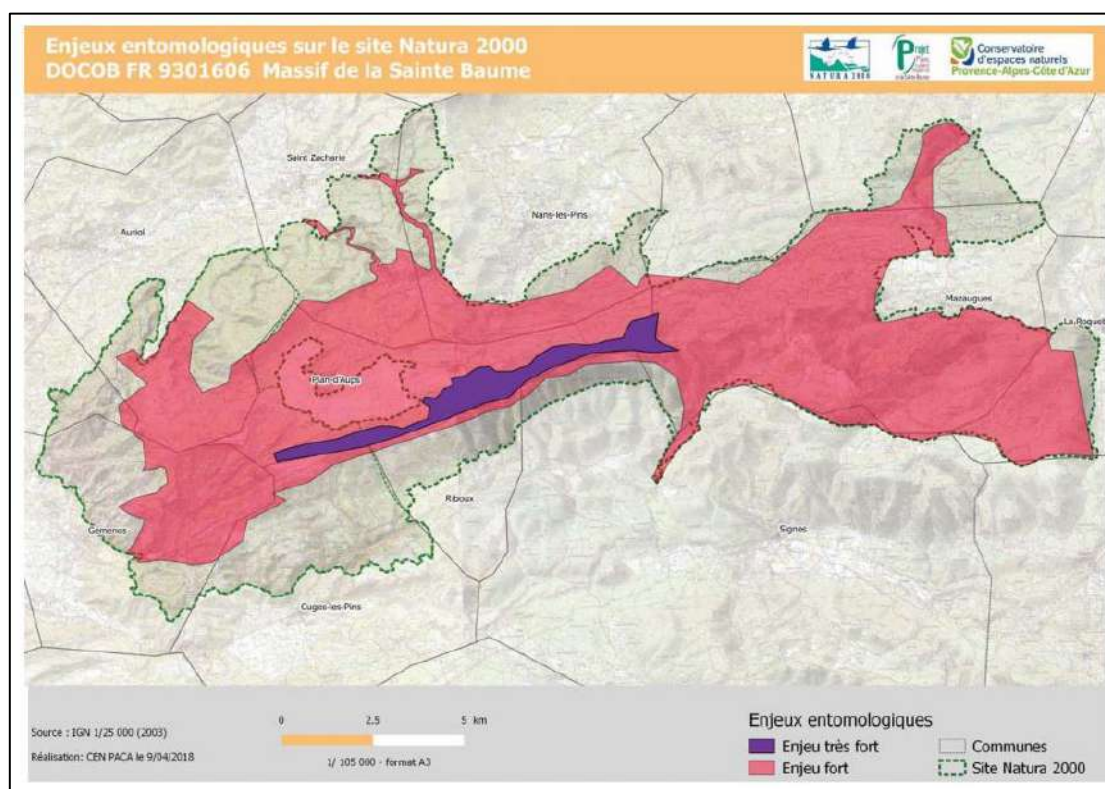 Enjeux entomologiques sur le site Natura 2000
DOCOB FR 9301606 Massif de la Sainte Baume
NATURA 2000
Projet
Conservatoire
d'espaces naturels
Provence-Alpes-Côte d'Azur
Saint Zacharie
Auriol
Nans-les-Pins
Mazaugues
La Roque
Plan-d'Aups
Riboux
Gémenos
Signes
Cuges-les-Pins
Source : IGN 1/25 000 (2003)
Réalisation: CEN PACA le 9/04/2018
0 2.5 5 km
1/ 105 000 - format A3
Enjeux entomologiques
Enjeu très fort
Enjeu fort
Communes
Site Natura 2000